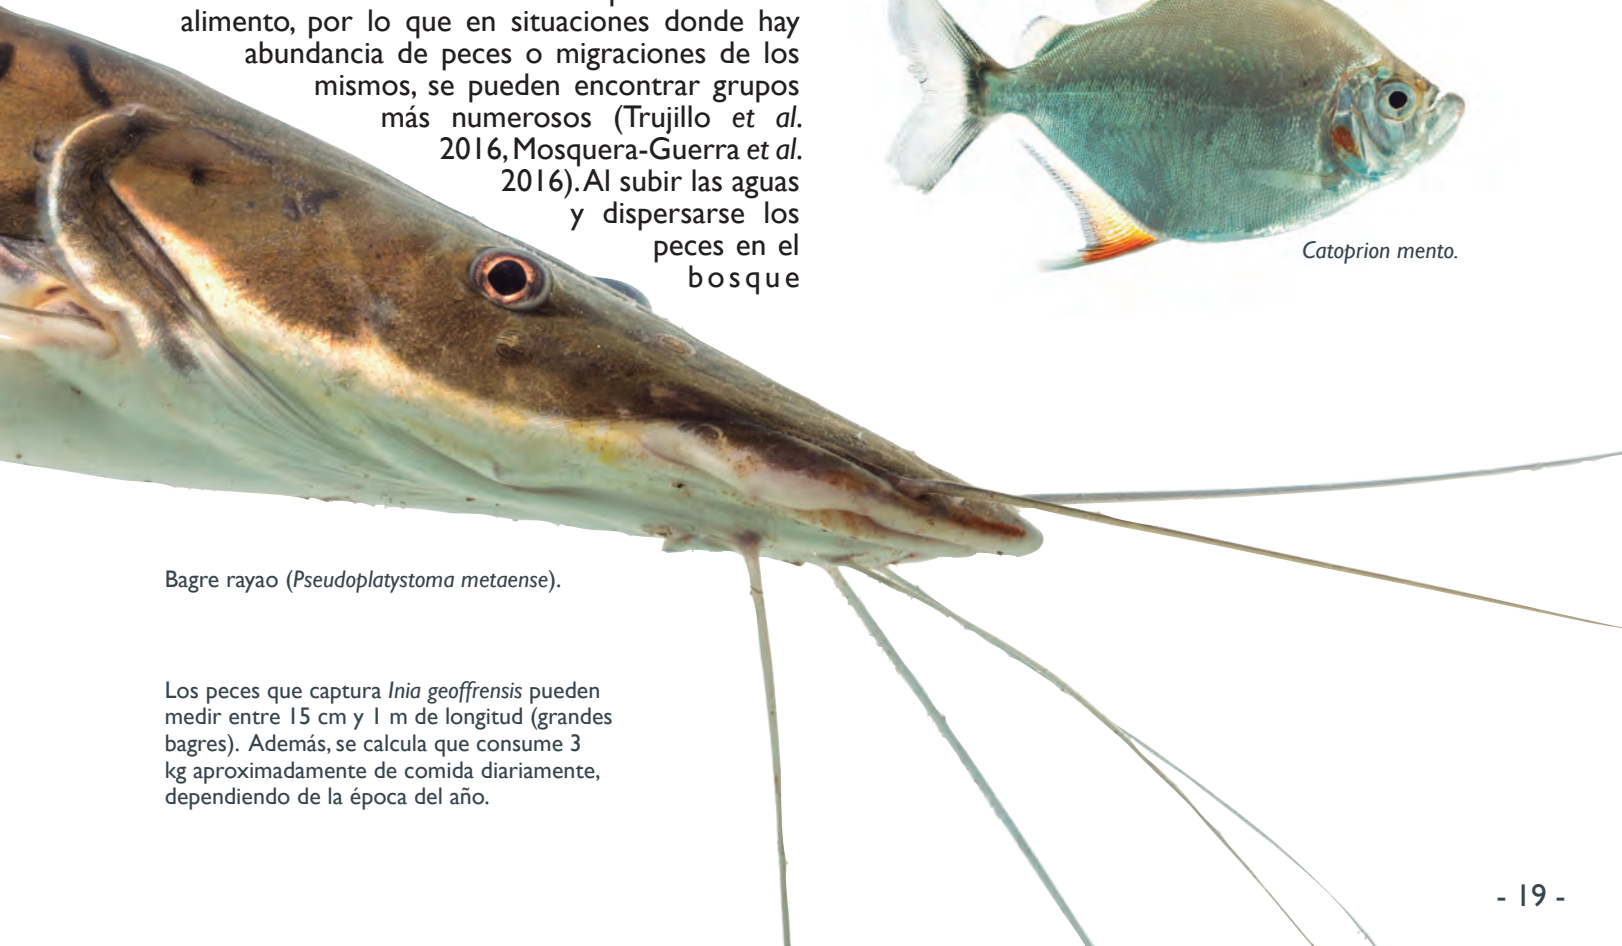 alimento, por lo que en situaciones donde hay
abundancia de peces o migraciones de los
mismos, se pueden encontrar grupos
más numerosos (Trujillo et al.
2016, Mosquera-Guerra et al.
2016). Al subir las aguas
y dispersarse los
peces en el
bosque
Catoprion mento.
Bagre rayao (Pseudoplatystoma metaense).
Los peces que captura Inia geoffrensis pueden
medir entre 15 cm y 1 m de longitud (grandes
bagres). Además, se calcula que consume 3
kg aproximadamente de comida diariamente,
dependiendo de la época del año.
- 19 -